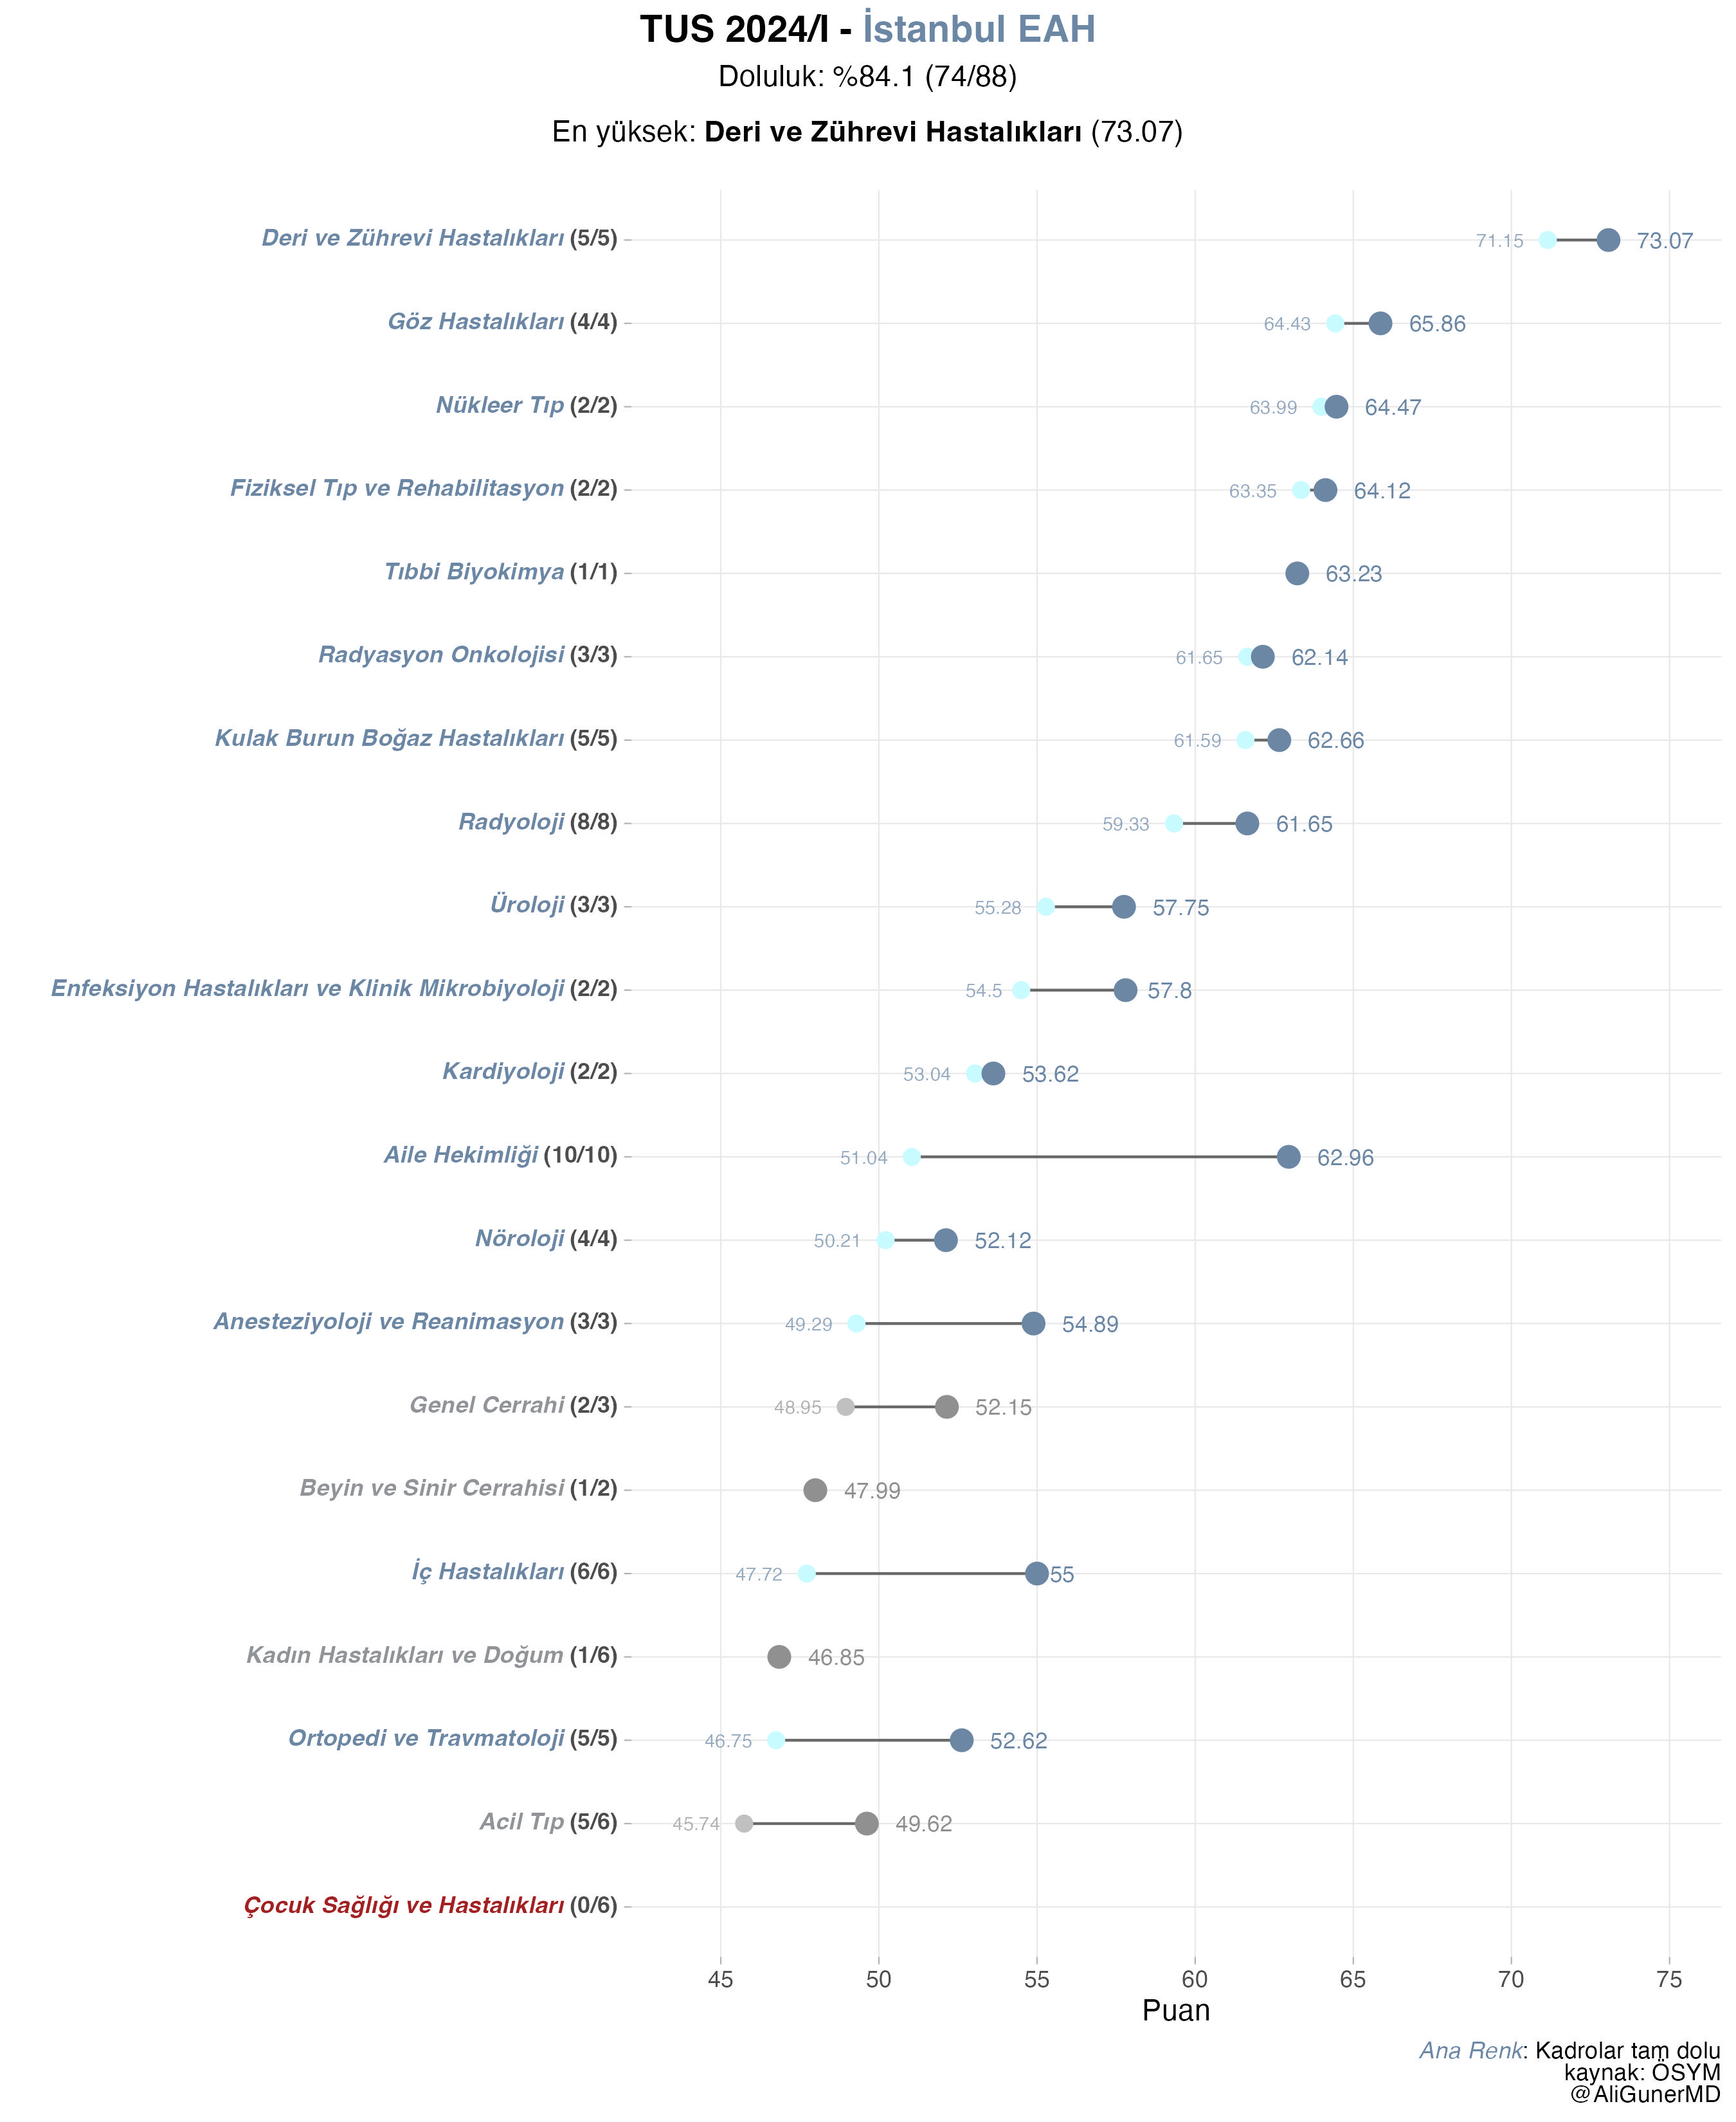 TUS 2024/I - İstanbul EAH
Doluluk: %84.1 (74/88)
En yüksek: Deri ve Zührevi Hastalıkları (73.07)
Deri ve Zührevi Hastalıkları (5/5) 71.15 73.07
Göz Hastalıkları (4/4) 64.43 65.86
Nükleer Tıp (2/2) 63.99 64.47
Fiziksel Tıp ve Rehabilitasyon (2/2) 63.35 64.12
Tıbbi Biyokimya (1/1) 63.23
Radyasyon Onkolojisi (3/3) 61.65 62.14
Kulak Burun Boğaz Hastalıkları (5/5) 61.59 62.66
Radyoloji (8/8) 59.33 61.65
Üroloji (3/3) 55.28 57.75
Enfeksiyon Hastalıkları ve Klinik Mikrobiyoloji (2/2) 54.5 57.8
Kardiyoloji (2/2) 53.04 53.62
Aile Hekimliği (10/10) 51.04 62.96
Nöroloji (4/4) 50.21 52.12
Anesteziyoloji ve Reanimasyon (3/3) 49.29 54.89
Genel Cerrahi (2/3) 48.95 52.15
Beyin ve Sinir Cerrahisi (1/2) 47.99
İç Hastalıkları (6/6) 47.72 55
Kadın Hastalıkları ve Doğum (1/6) 46.85
Ortopedi ve Travmatoloji (5/5) 46.75 52.62
Acil Tıp (5/6) 45.74 49.62
Çocuk Sağlığı ve Hastalıkları (0/6)
45 50 55 60 65 70 75
Puan
Ana Renk: Kadrolar tam dolu
kaynak: ÖSYM
@AliGunerMD